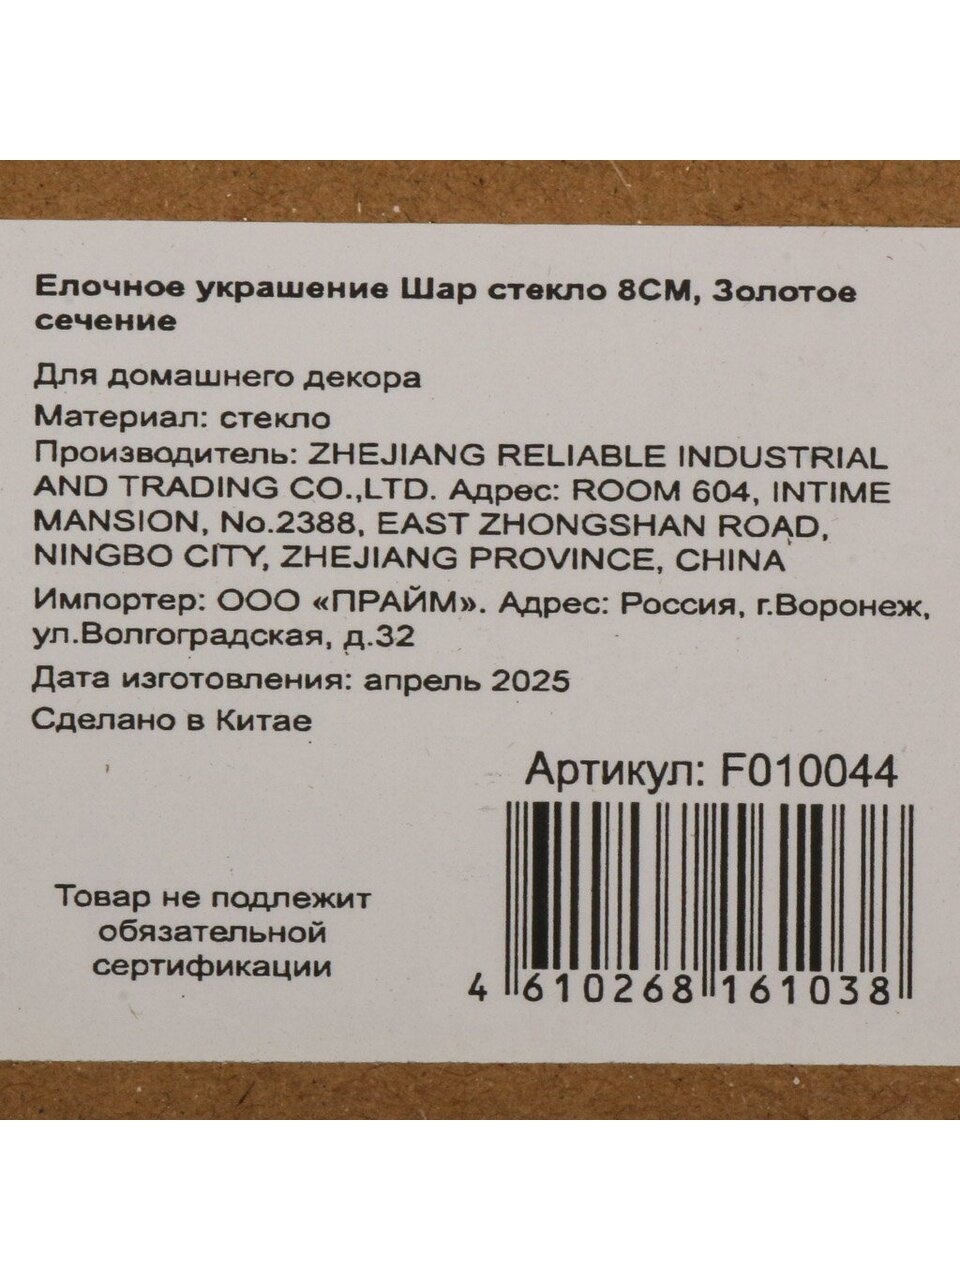 Елочное украшение Шар стекло 8СМ, Золотое
сечение
Для домашнего декора
Материал: стекло
Производитель: ZHEJIANG RELIABLE INDUSTRIAL
AND TRADING CO.,LTD. Адрес: ROOM 604, INTIME
MANSION, No.2388, EAST ZHONGSHAN ROAD,
NINGBO CITY, ZHEJIANG PROVINCE, CHINA
Импортер: ООО «ПРАЙМ». Адрес: Россия, г.Воронеж,
ул.Волгоградская, д.32
Дата изготовления: апрель 2025
Сделано в Китае
Артикул: F010044
Товар не подлежит
обязательной
сертификации
4 610268 161038